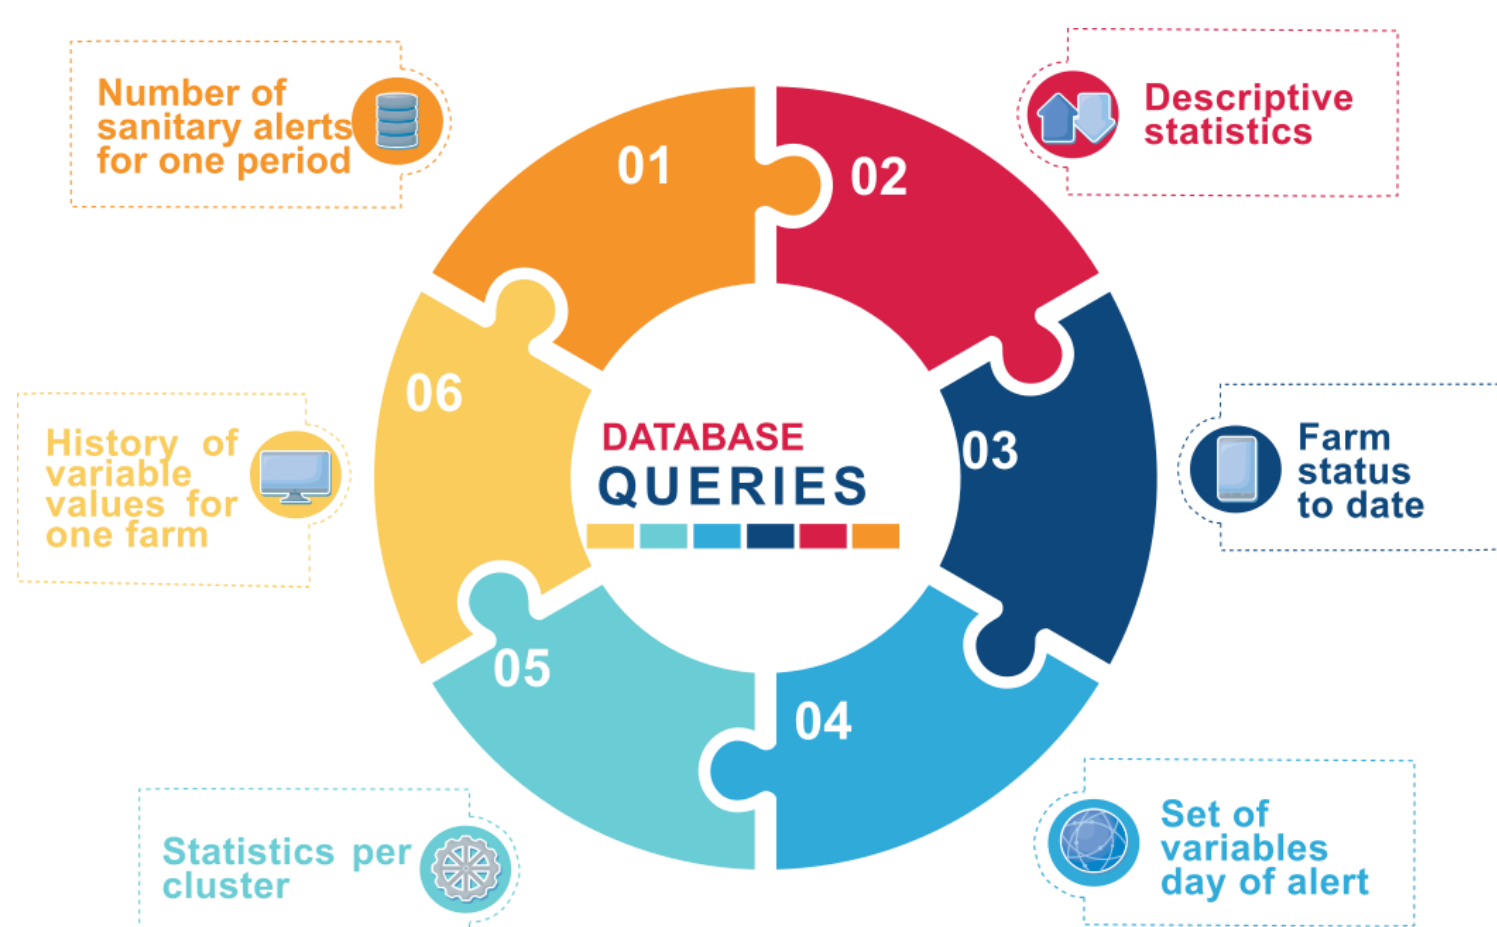 Number of
sanitary alerts
for one period
01
02
Descriptive
statistics
06
History of
variable
values for
one farm
DATABASE
QUERIES
03
Farm
status
to date
05
04
Statistics per
cluster
Set of
variables
day of alert